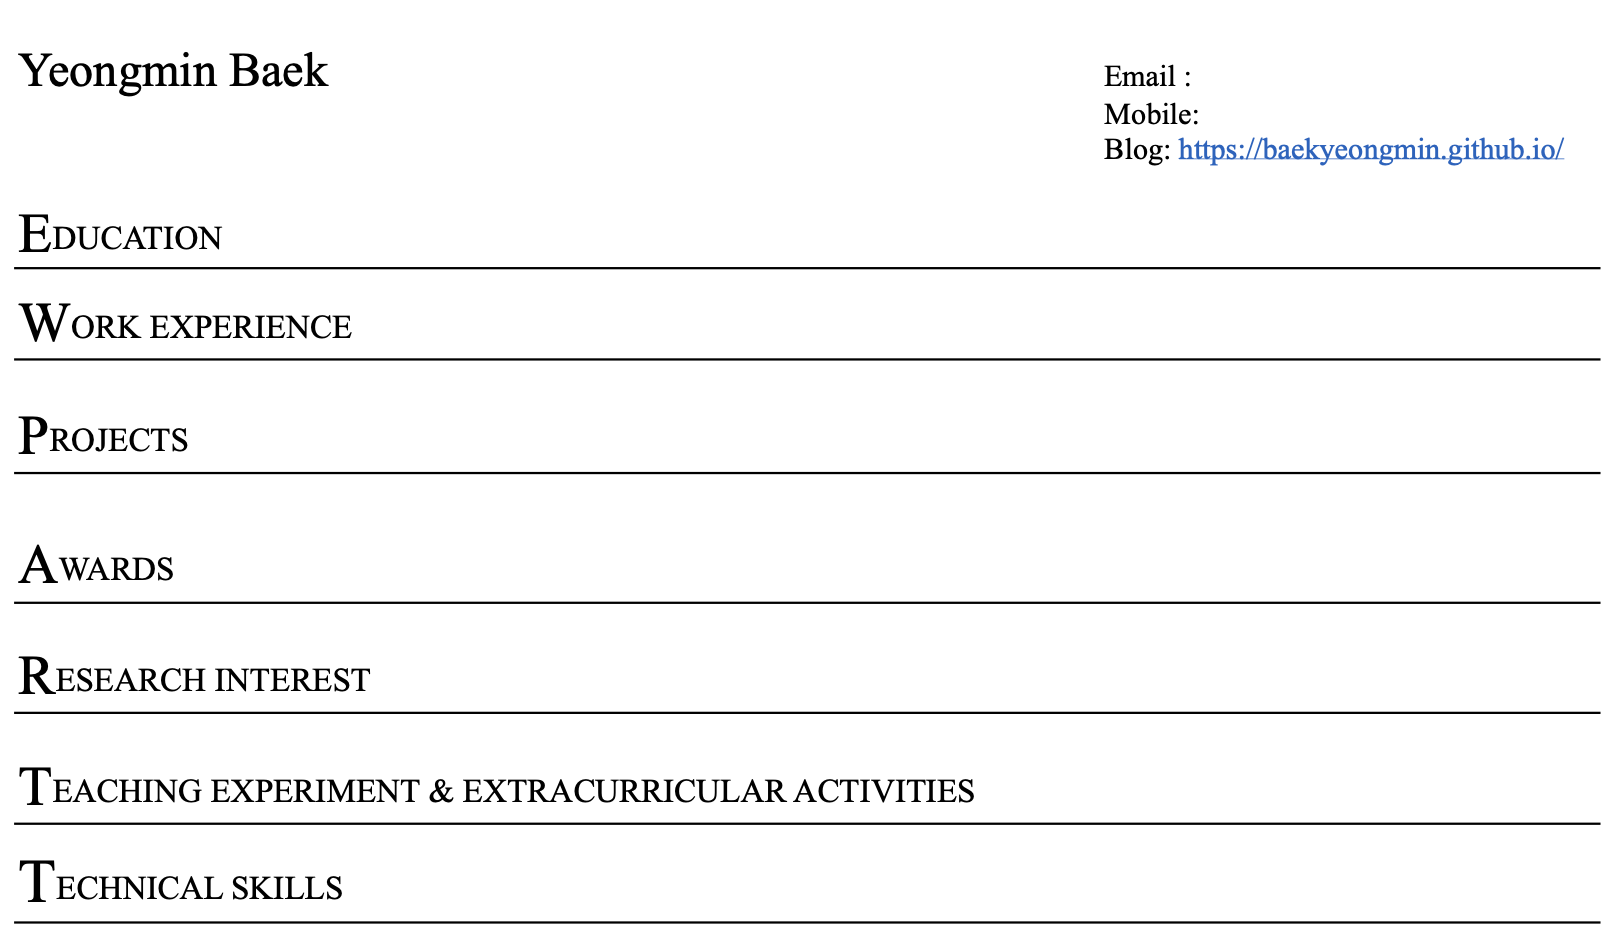 Yeongmin Baek
Email :
Mobile:
Blog: https://baekyeongmin.github.io/
EDUCATION
WORK EXPERIENCE
PROJECTS
AWARDS
RESEARCH INTEREST
TEACHING EXPERIMENT & EXTRACURRICULAR ACTIVITIES
TECHNICAL SKILLS